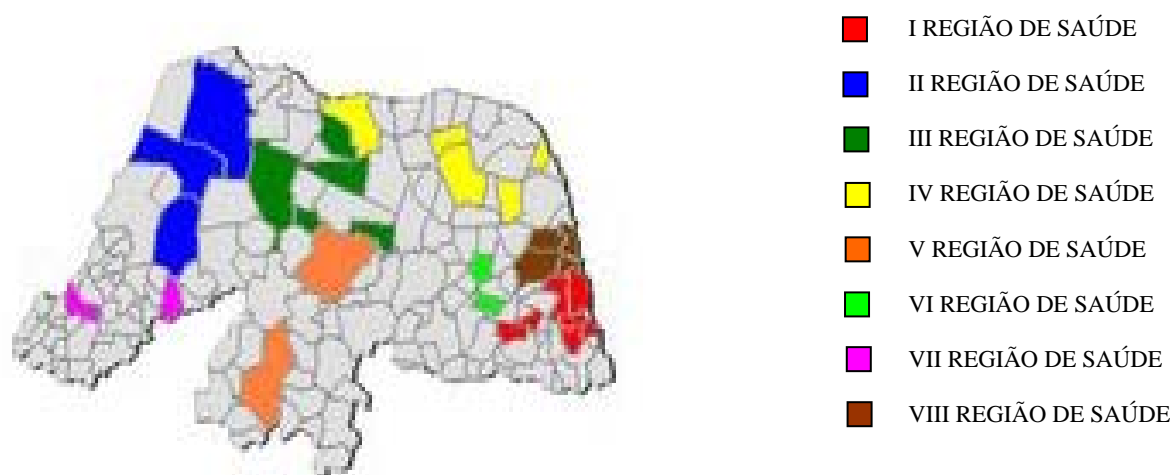 I REGIÃO DE SAÚDE
II REGIÃO DE SAÚDE
III REGIÃO DE SAÚDE
IV REGIÃO DE SAÚDE
V REGIÃO DE SAÚDE
VI REGIÃO DE SAÚDE
VII REGIÃO DE SAÚDE
VIII REGIÃO DE SAÚDE